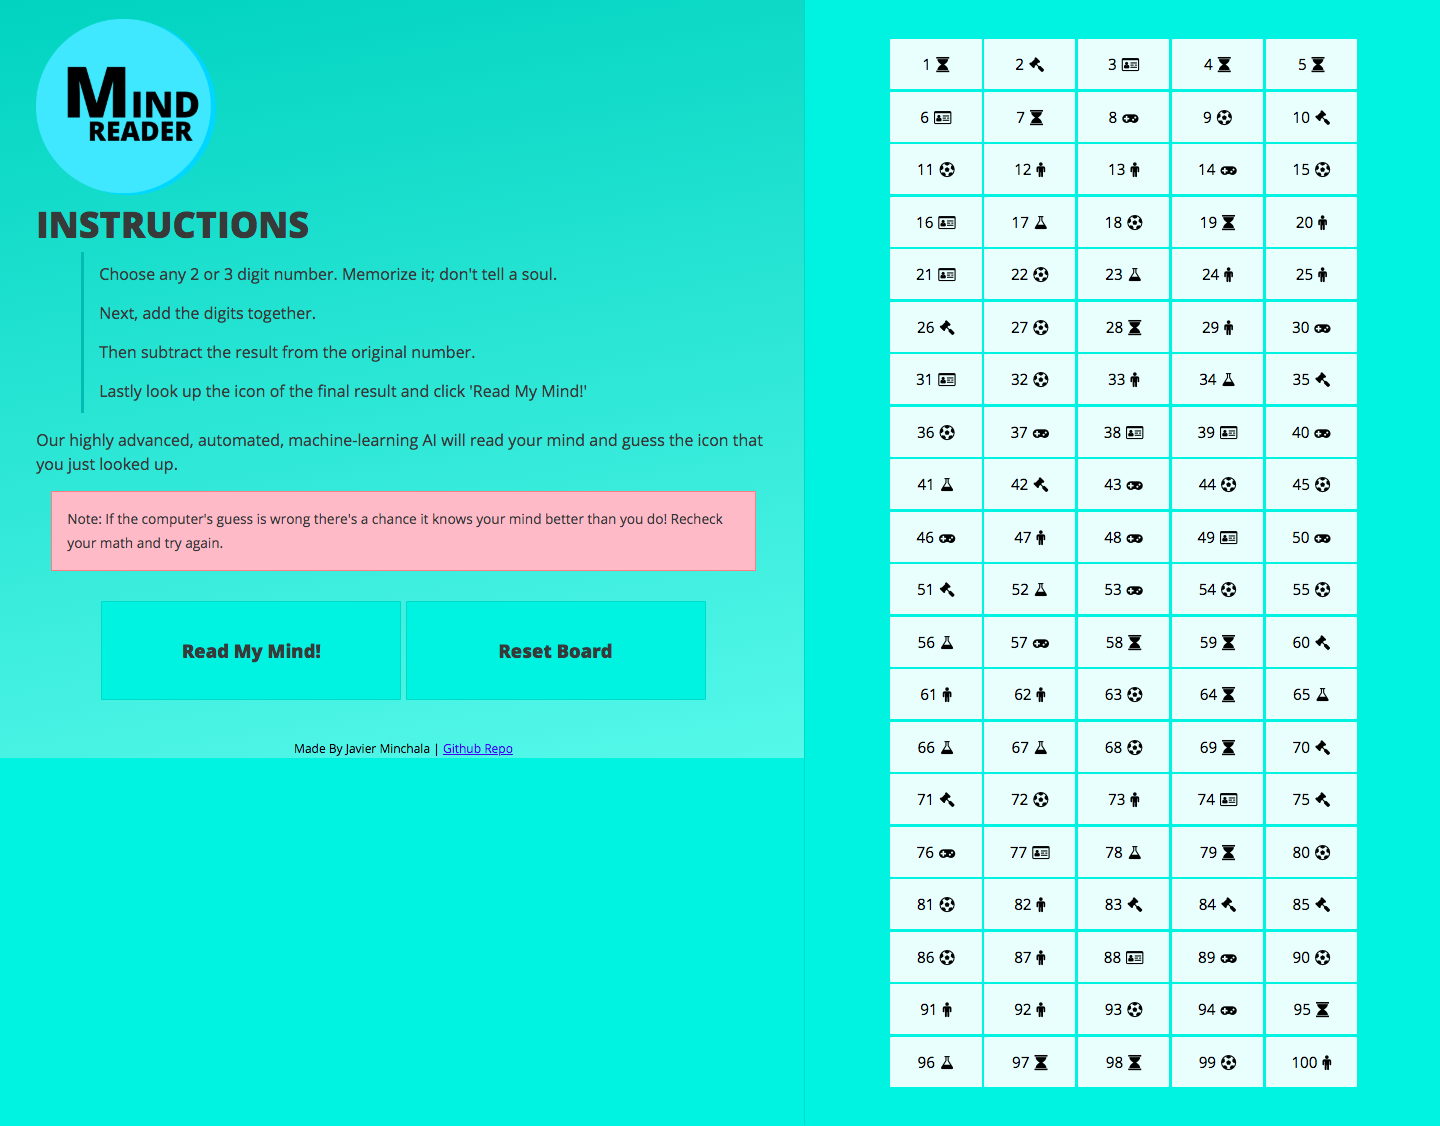 MIND
READER
INSTRUCTIONS
Choose any 2 or 3 digit number. Memorize it; don't tell a soul.
Next, add the digits together.
Then subtract the result from the original number.
Lastly look up the icon of the final result and click 'Read My Mind!'
Our highly advanced, automated, machine-learning AI will read your mind and guess the icon that
you just looked up.
Note: If the computer's guess is wrong there's a chance it knows your mind better than you do! Recheck
your math and try again.
Read My Mind! Reset Board
Made By Javier Minchala | Github Repo
1 2 3 4 5
6 7 8 9 10
11 12 13 14 15
16 17 18 19 20
21 22 23 24 25
26 27 28 29 30
31 32 33 34 35
36 37 38 39 40
41 42 43 44 45
46 47 48 49 50
51 52 53 54 55
56 57 58 59 60
61 62 63 64 65
66 67 68 69 70
71 72 73 74 75
76 77 78 79 80
81 82 83 84 85
86 87 88 89 90
91 92 93 94 95
96 97 98 99 100